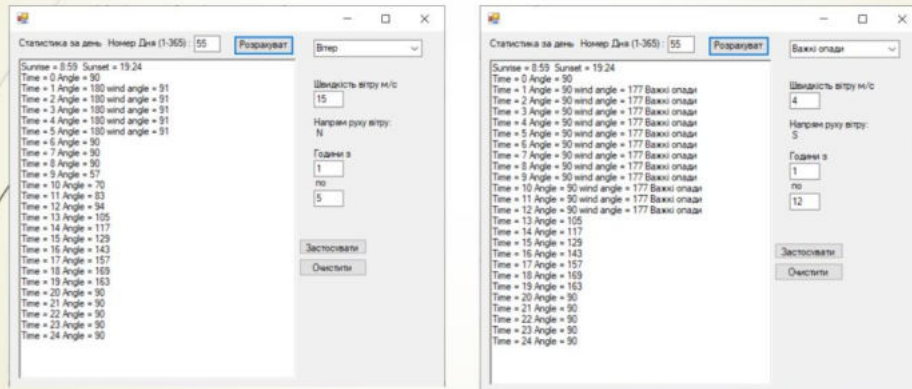 Статистика за день Номер Дня (1-365) : 55 Розрахуват
Вітер
Sunrise = 8:59 Sunset = 19:24
Time = 0 Angle = 90
Time = 1 Angle = 180 wind angle = 91
Time = 2 Angle = 180 wind angle = 91
Time = 3 Angle = 180 wind angle = 91
Time = 4 Angle = 180 wind angle = 91
Time = 5 Angle = 180 wind angle = 91
Time = 6 Angle = 90
Time = 7 Angle = 90
Time = 8 Angle = 90
Time = 9 Angle = 57
Time = 10 Angle = 70
Time = 11 Angle = 83
Time = 12 Angle = 94
Time = 13 Angle = 105
Time = 14 Angle = 117
Time = 15 Angle = 129
Time = 16 Angle = 143
Time = 17 Angle = 157
Time = 18 Angle = 169
Time = 19 Angle = 163
Time = 20 Angle = 90
Time = 21 Angle = 90
Time = 22 Angle = 90
Time = 23 Angle = 90
Time = 24 Angle = 90
Швидкість вітру м/с
15
Напрям руху вітру:
N
Години з
1
по
5
Застосувати
Очистити
Статистика за день Номер Дня (1-365) : 55 Розрахуват
Важкі опади
Sunrise = 8:59 Sunset = 19:24
Time = 0 Angle = 90
Time = 1 Angle = 90 wind angle = 177 Важкі опади
Time = 2 Angle = 90 wind angle = 177 Важкі опади
Time = 3 Angle = 90 wind angle = 177 Важкі опади
Time = 4 Angle = 90 wind angle = 177 Важкі опади
Time = 5 Angle = 90 wind angle = 177 Важкі опади
Time = 6 Angle = 90 wind angle = 177 Важкі опади
Time = 7 Angle = 90 wind angle = 177 Важкі опади
Time = 8 Angle = 90 wind angle = 177 Важкі опади
Time = 9 Angle = 90 wind angle = 177 Важкі опади
Time = 10 Angle = 90 wind angle = 177 Важкі опади
Time = 11 Angle = 90 wind angle = 177 Важкі опади
Time = 12 Angle = 90 wind angle = 177 Важкі опади
Time = 13 Angle = 105
Time = 14 Angle = 117
Time = 15 Angle = 129
Time = 16 Angle = 143
Time = 17 Angle = 157
Time = 18 Angle = 169
Time = 19 Angle = 163
Time = 20 Angle = 90
Time = 21 Angle = 90
Time = 22 Angle = 90
Time = 23 Angle = 90
Time = 24 Angle = 90
Швидкість вітру м/с
4
Напрям руху вітру:
S
Години з
1
по
12
Застосувати
Очистити